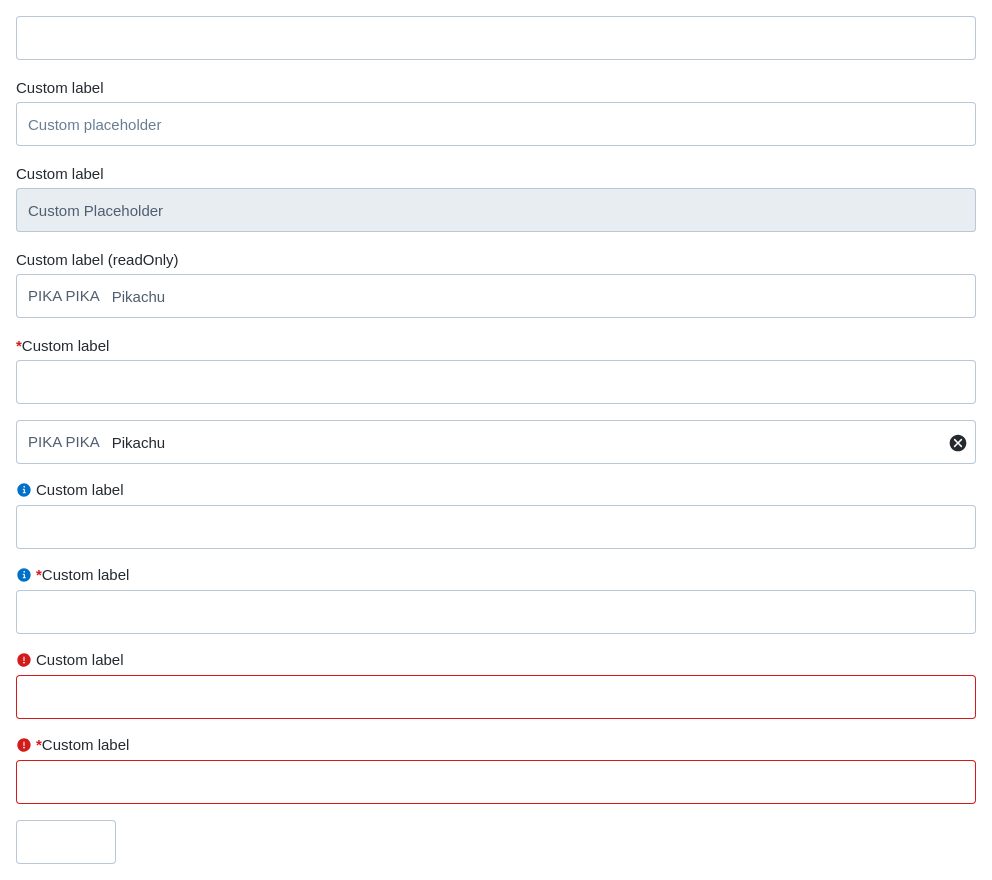 Custom label
Custom placeholder
Custom label
Custom Placeholder
Custom label (readOnly)
PIKA PIKA Pikachu
*Custom label
PIKA PIKA Pikachu
Custom label
*Custom label
Custom label
*Custom label